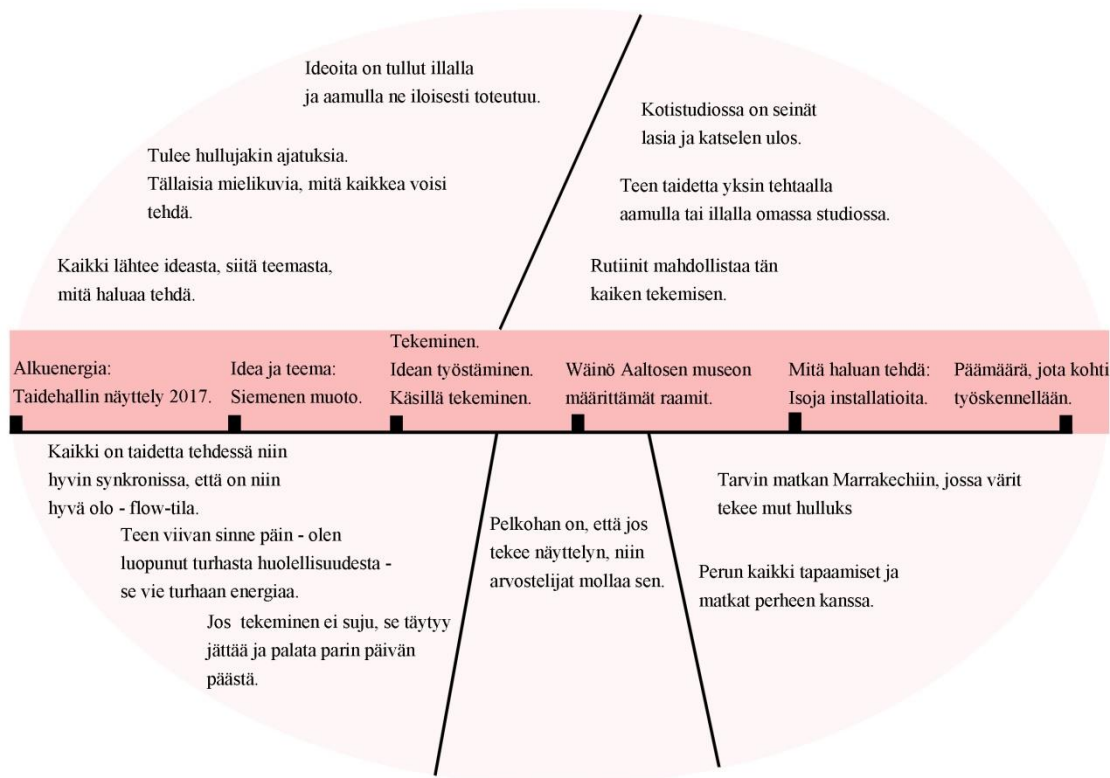 Ideoita on tullut illalla
ja aamulla ne iloisesti toteutuu.
Tulee hullujakin ajatuksia.
Tällaisia mielikuvia, mitä kaikkea voisi
tehdä.
Kaikki lähtee ideasta, siitä teemasta,
mitä haluaa tehdä.
Kotistudiossa on seinät
lasia ja katselen ulos.
Teen taidetta yksin tehtaalla
aamulla tai illalla omassa studiossa.
Rutiinit mahdollistaa tän
kaiken tekemisen.
Alkuenergia:
Taidehallin näyttely 2017.
Idea ja teema:
Siemenen muoto.
Tekeminen.
Idean työstäminen.
Käsillä tekeminen.
Wäinö Aaltosen museon
määrittämät raamit.
Mitä haluan tehdä:
Isoja installatioita.
Päämäärä, jota kohti
työskennellään.
Kaikki on taidetta tehdessä niin
hyvin synkronissa, että on niin
hyvä olo - flow-tila.
Teen viivan sinne päin - olen
luopunut turhasta huolellisuudesta -
se vie turhaan energiaa.
Jos tekeminen ei suju, se täytyy
jättää ja palata parin päivän
päästä.
Pelkohan on, että jos
tekee näyttelyn, niin
arvostelijat mollaa sen.
Tarvin matkan Marrakechiin, jossa värit
tekee mut hulluks
Perun kaikki tapaamiset ja
matkat perheen kanssa.